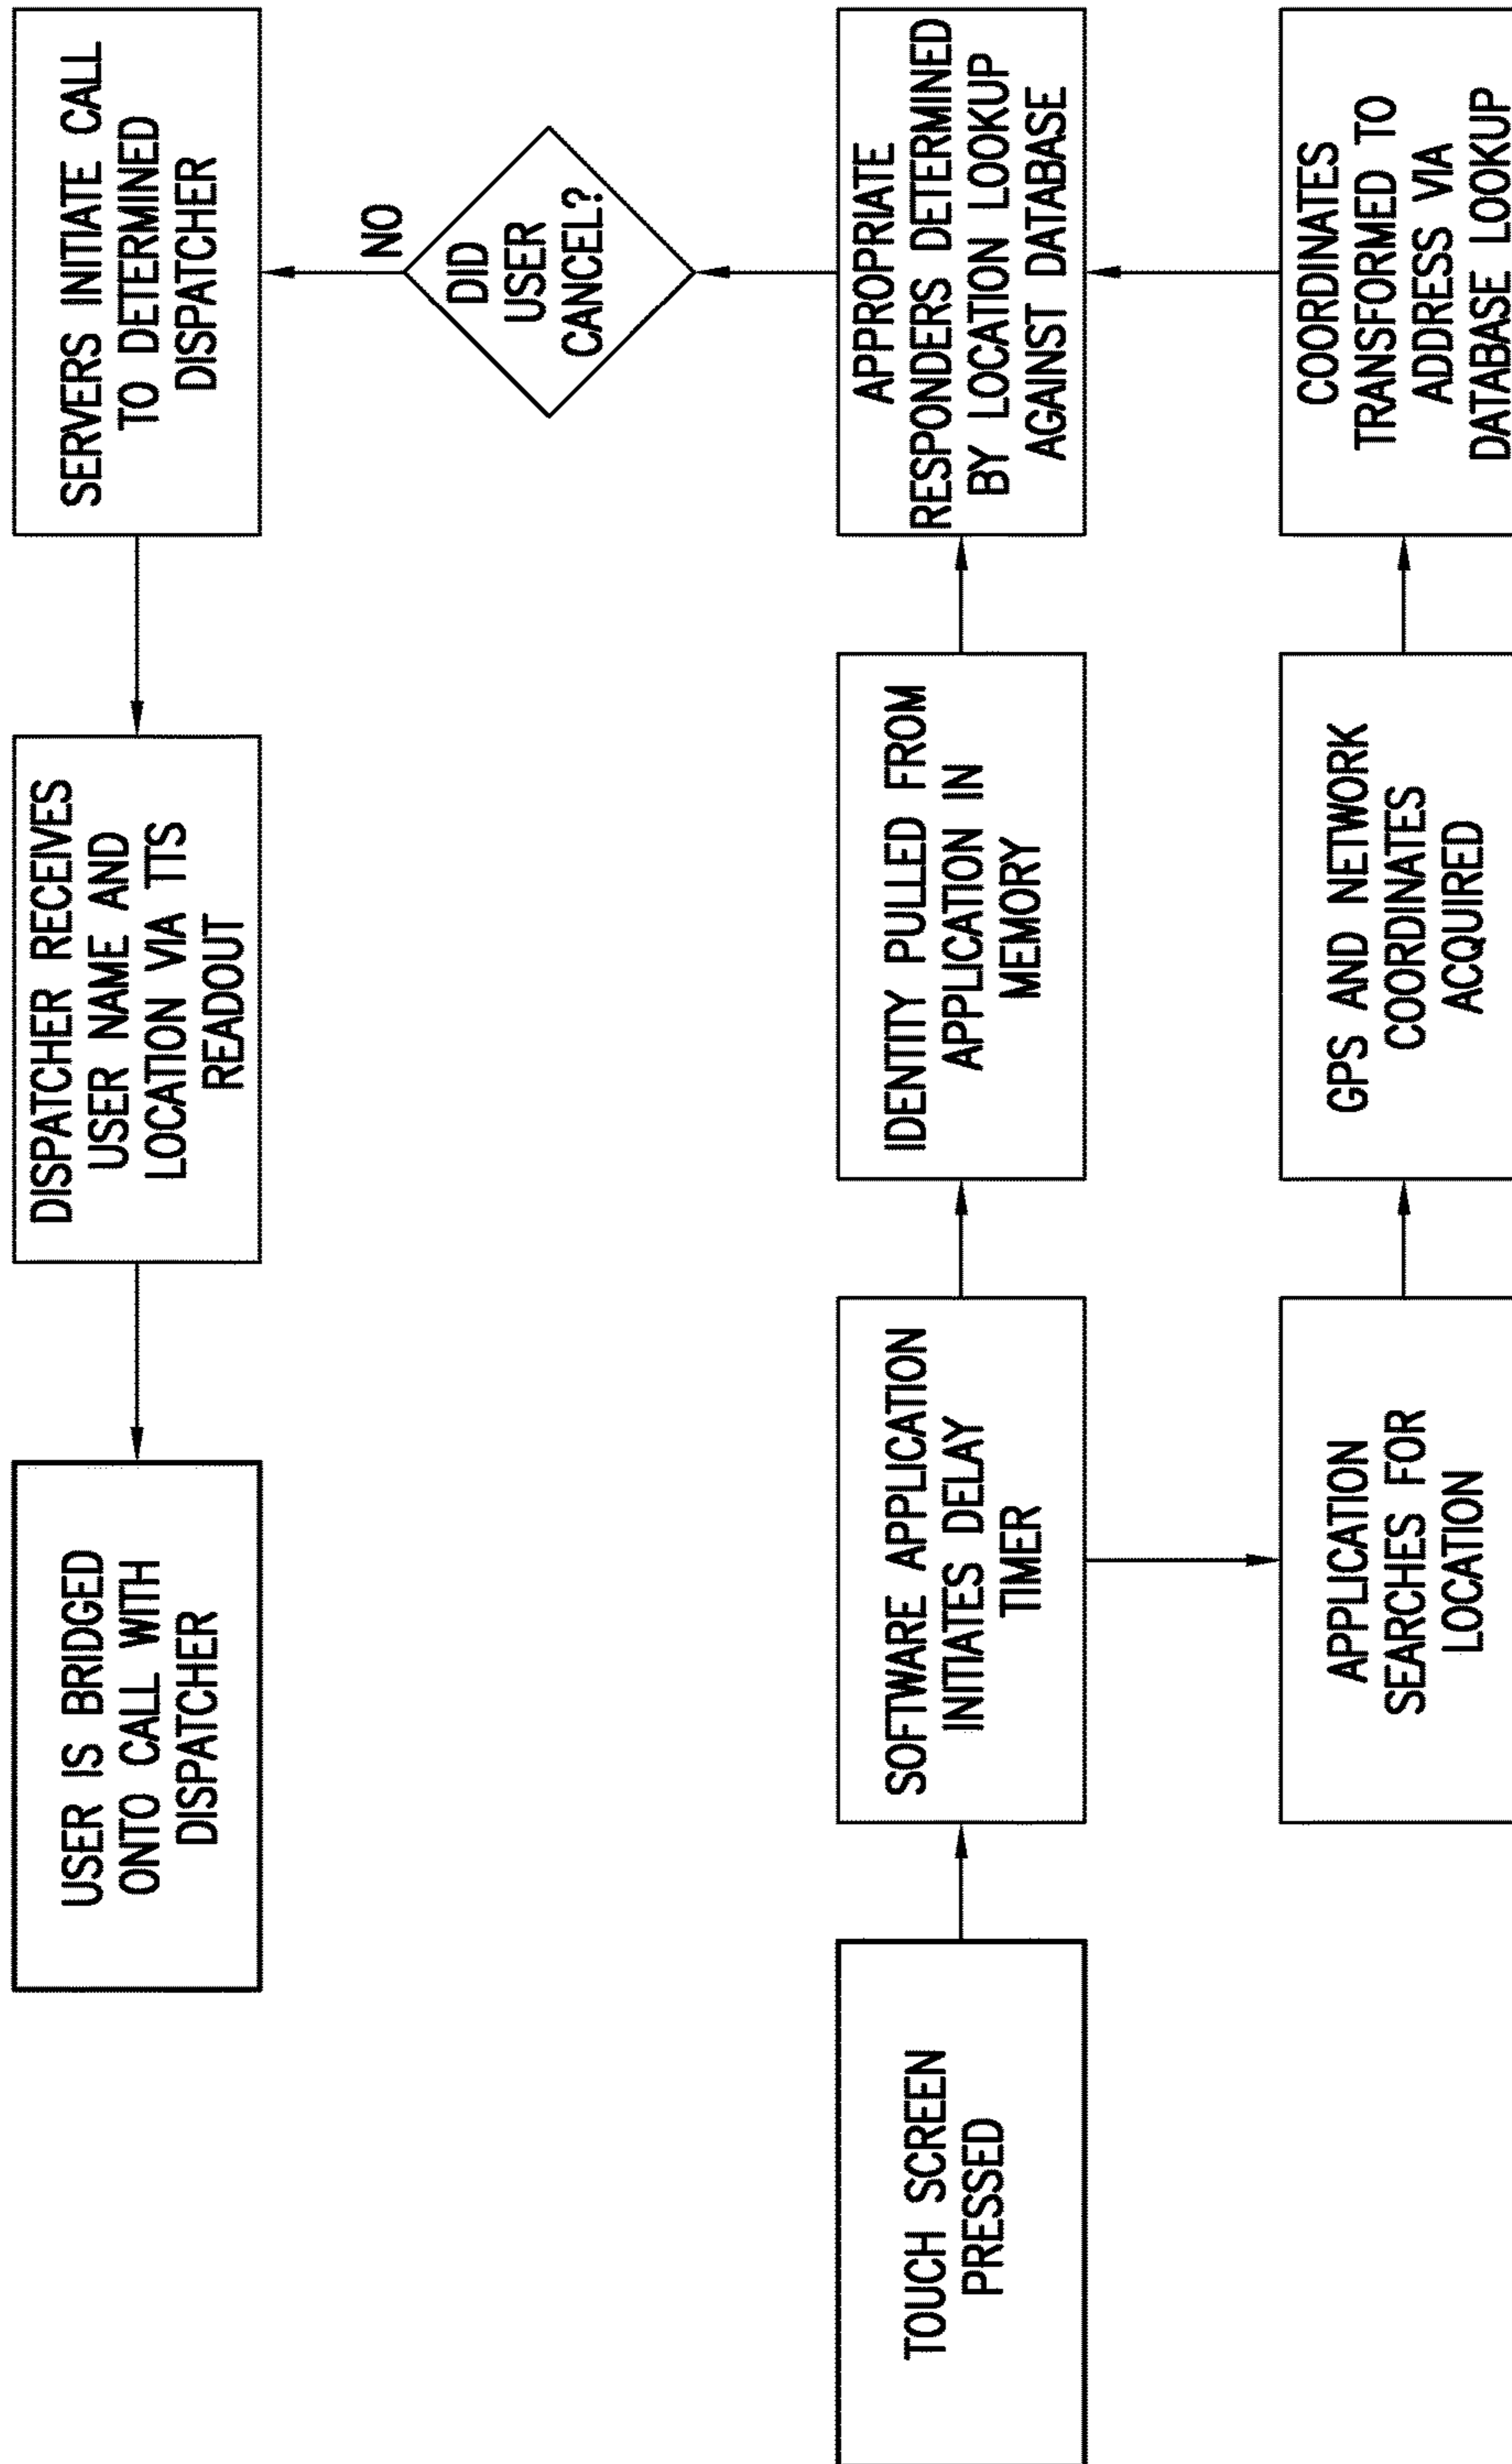 USER IS BRIDGED
ONTO CALL WITH
DISPATCHER
DISPATCHER RECEIVES
USER NAME AND
LOCATION VIA TTS
READOUT
SERVERS INITIATE CALL
TO DETERMINED
DISPATCHER
NO
DID
USER
CANCEL?
TOUCH SCREEN
PRESSED
SOFTWARE APPLICATION
INITIATES DELAY
TIMER
IDENTITY PULLED FROM
APPLICATION IN
MEMORY
APPROPRIATE
RESPONDERS DETERMINED
BY LOCATION LOOKUP
AGAINST DATABASE
APPLICATION
SEARCHES FOR
LOCATION
GPS AND NETWORK
COORDINATES
ACQUIRED
COORDINATES
TRANSFORMED TO
ADDRESS VIA
DATABASE LOOKUP